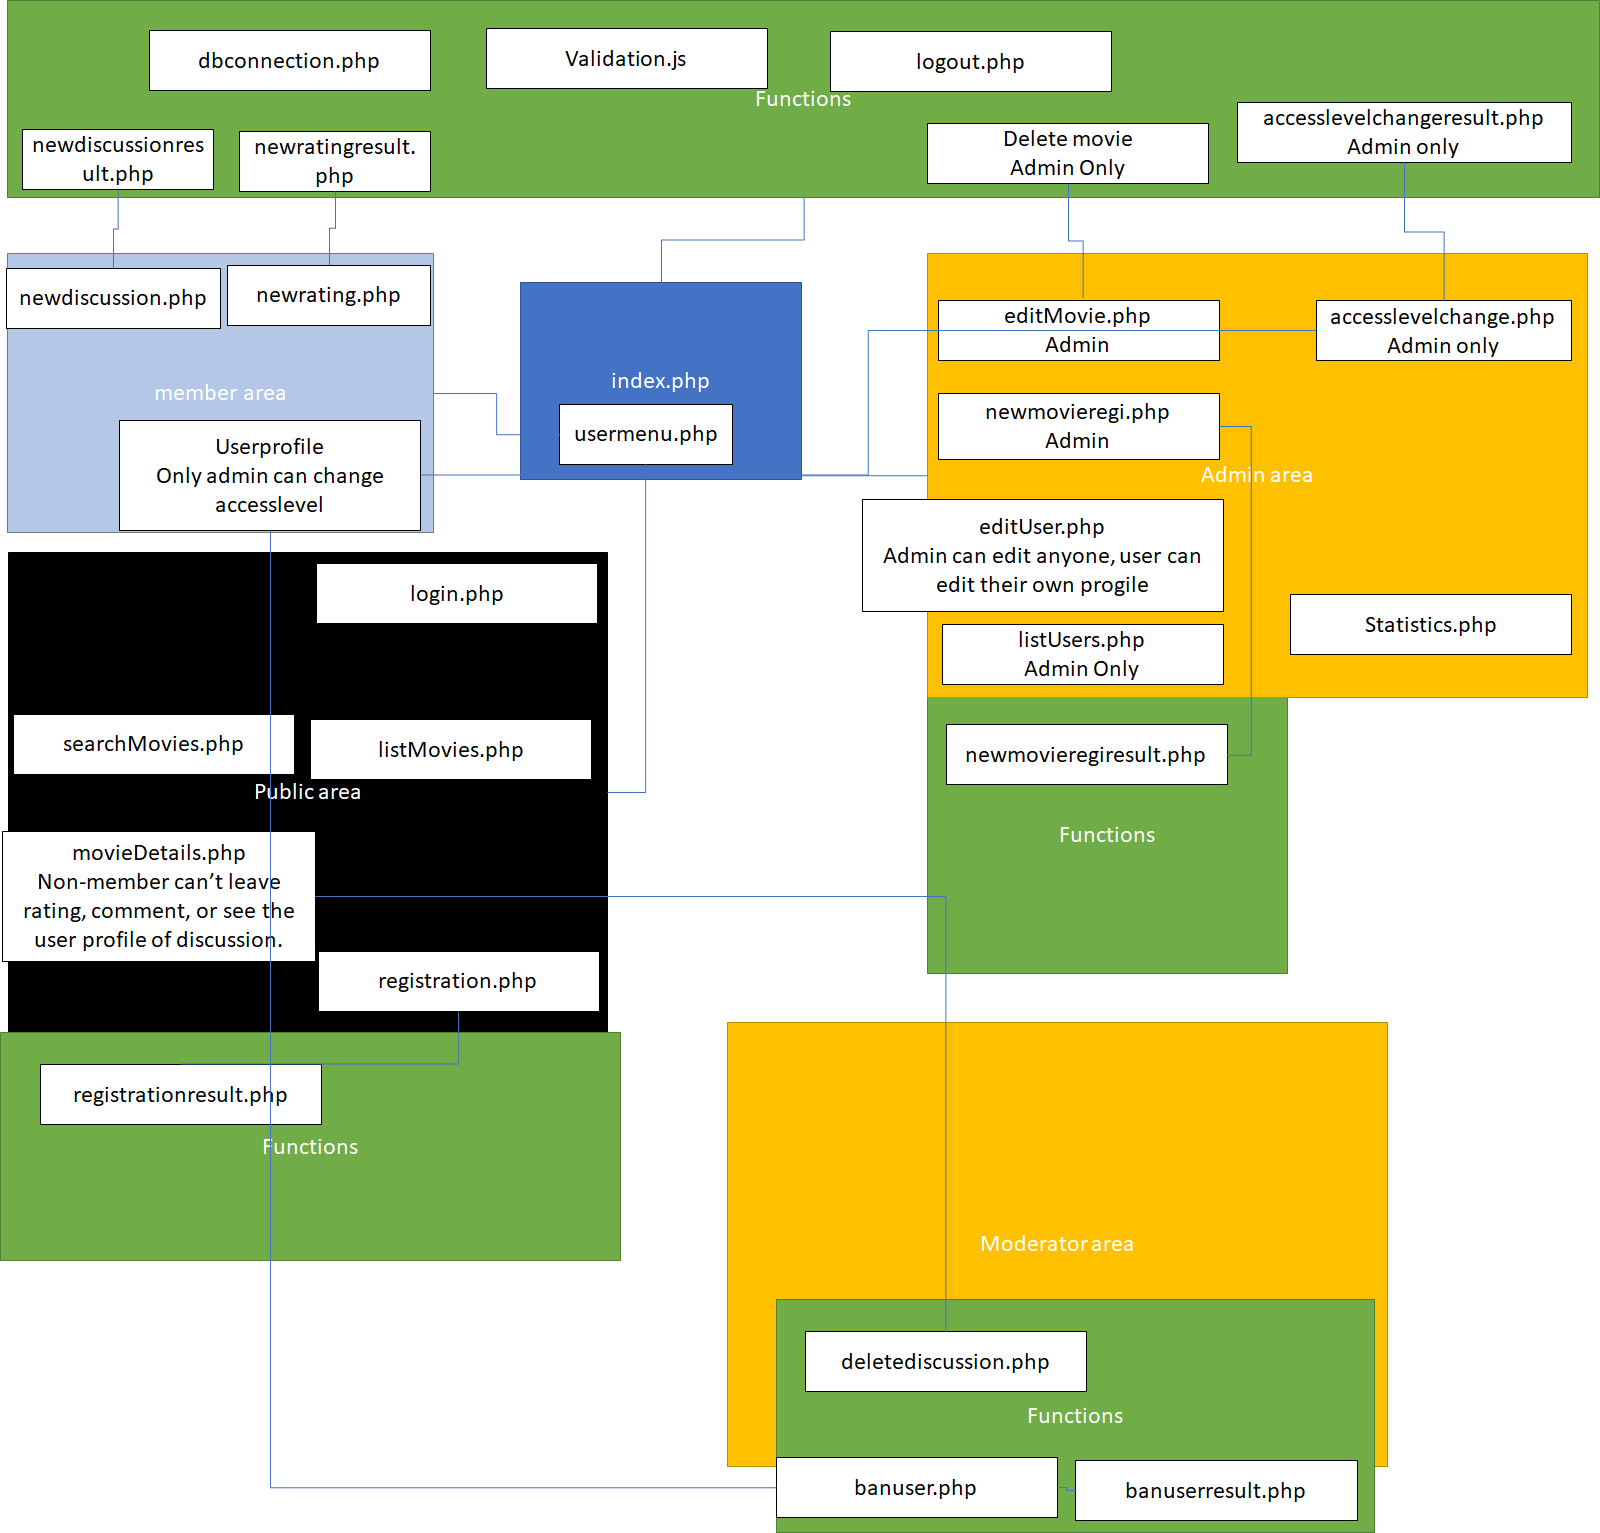 dbconnection.php
Validation.js
logout.php
Functions
accesslevelchangeresult.php
Admin only
newdiscussionres
ult.php
newratingresult.
php
Delete movie
Admin Only
newdiscussion.php
newrating.php
member area
Userprofile
Only admin can change
accesslevel
index.php
usermenu.php
editMovie.php
Admin
accesslevelchange.php
Admin only
newmovieregi.php
Admin
Admin area
editUser.php
Admin can edit anyone, user can
edit their own progile
listUsers.php
Admin Only
Statistics.php
login.php
searchMovies.php
listMovies.php
Public area
movieDetails.php
Non-member can’t leave
rating, comment, or see the
user profile of discussion.
registration.php
newmovieregiresult.php
Functions
registrationresult.php
Functions
Moderator area
deletediscussion.php
Functions
banuser.php
banuserresult.php